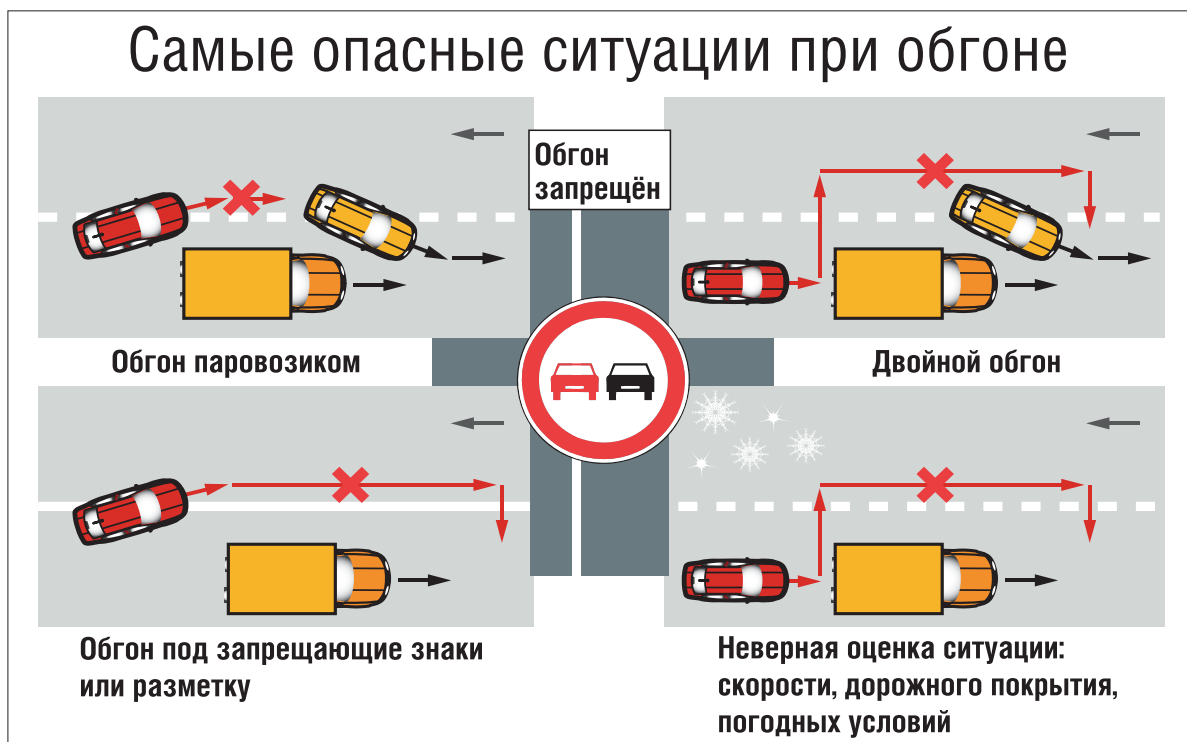 Самые опасные ситуации при обгоне
Обгон
запрещён
Обгон паровозиком
Двойной обгон
Обгон под запрещающие знаки
или разметку
Неверная оценка ситуации:
скорости, дорожного покрытия,
погодных условий